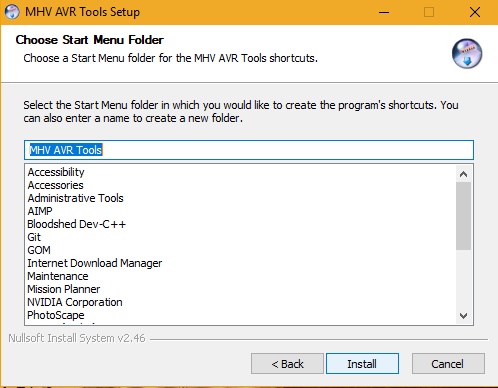 MHV AVR Tools Setup
Choose Start Menu Folder
Choose a Start Menu folder for the MHV AVR Tools shortcuts.
Select the Start Menu folder in which you would like to create the program's shortcuts. You
can also enter a name to create a new folder.
MHV AVR Tools
Accessibility
Accessories
Administrative Tools
AIMP
Bloodshed Dev-C++
Git
GOM
Internet Download Manager
Maintenance
Mission Planner
NVIDIA Corporation
PhotoScape
Nullsoft Install System v2.46
< Back
Install
Cancel